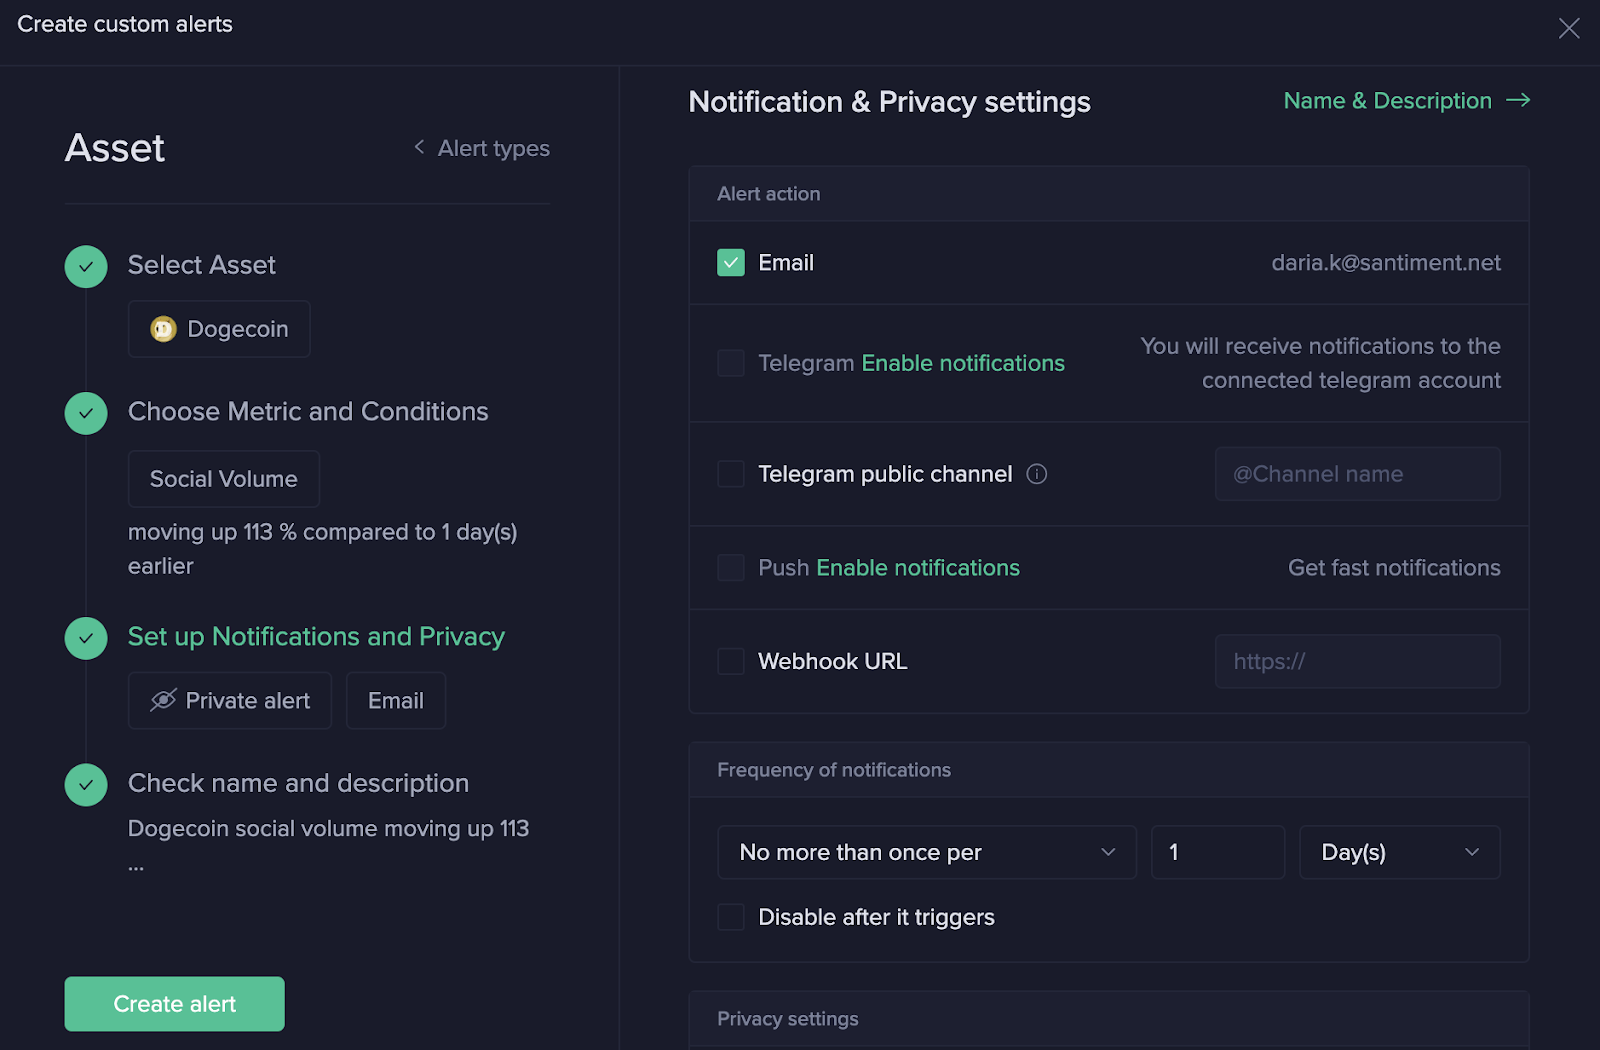 Create custom alerts
Asset
Alert types
Select Asset
Dogecoin
Choose Metric and Conditions
Social Volume
moving up 113 % compared to 1 day(s)
earlier
Set up Notifications and Privacy
Private alert
Email
Check name and description
Dogecoin social volume moving up 113
...
Create alert
Notification & Privacy settings
Name & Description →
Alert action
Email
daria.k@santiment.net
Telegram Enable notifications
You will receive notifications to the
connected telegram account
Telegram public channel
@Channel name
Push Enable notifications
Get fast notifications
Webhook URL
https://
Frequency of notifications
No more than once per
1
Day(s)
Disable after it triggers
Privacy settings